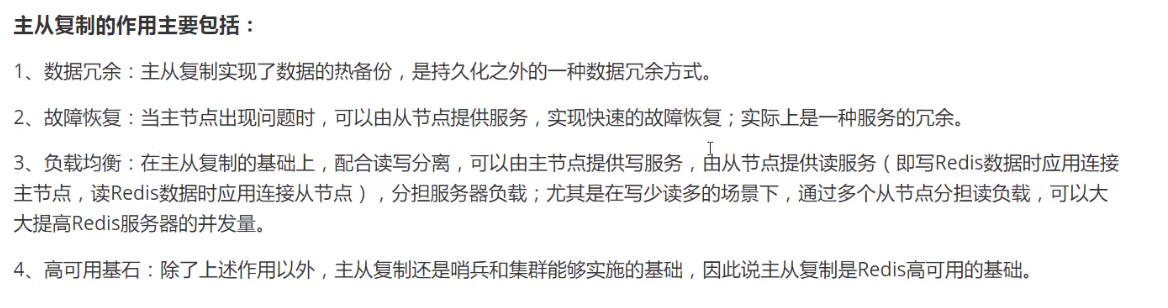 主从复制的作用主要包括：
1、数据冗余：主从复制实现了数据的热备份，是持久化之外的一种数据冗余方式。
2、故障恢复：当主节点出现问题时，可以由从节点提供服务，实现快速的故障恢复；实际上是一种服务的冗余。
3、负载均衡：在主从复制的基础上，配合读写分离，可以由主节点提供写服务，由从节点提供读服务（即写Redis数据时应用连接
主节点，读Redis数据时应用连接从节点），分担服务器负载；尤其是在写少读多的场景下，通过多个从节点分担读负载，可以大
大提高Redis服务器的并发量。
4、高可用基石：除了上述作用以外，主从复制还是哨兵和集群能够实施的基础，因此说主从复制是Redis高可用的基础。